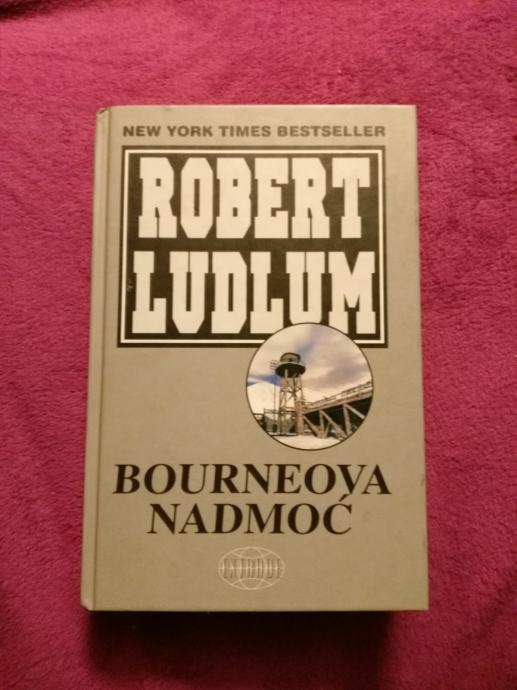 NEW YORK TIMES BESTSELLER
ROBERT
LUDLUM
BOURNEOVA
NADMOĆ
EXTRADE